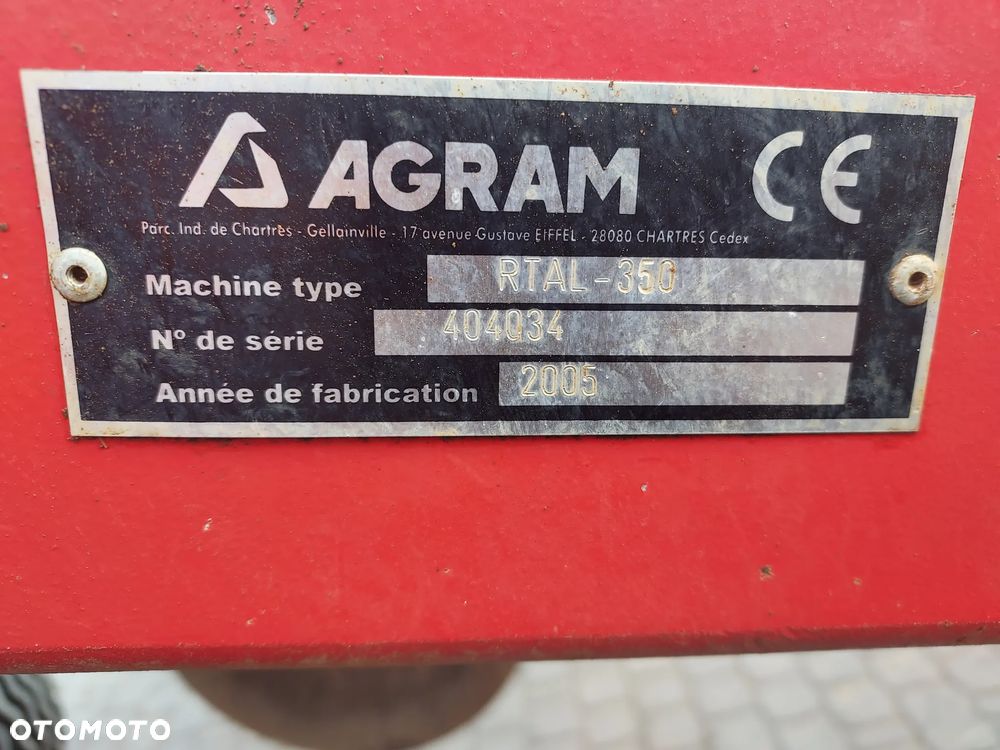 AGRAM CE
Parc. Ind. de Chartres - Gellainville - 17 avenue Gustave EIFFEL - 28080 CHARTRES Cedex
Machine type RTAL-350
N° de série 404034
Année de fabrication 2005
OTOMOTO